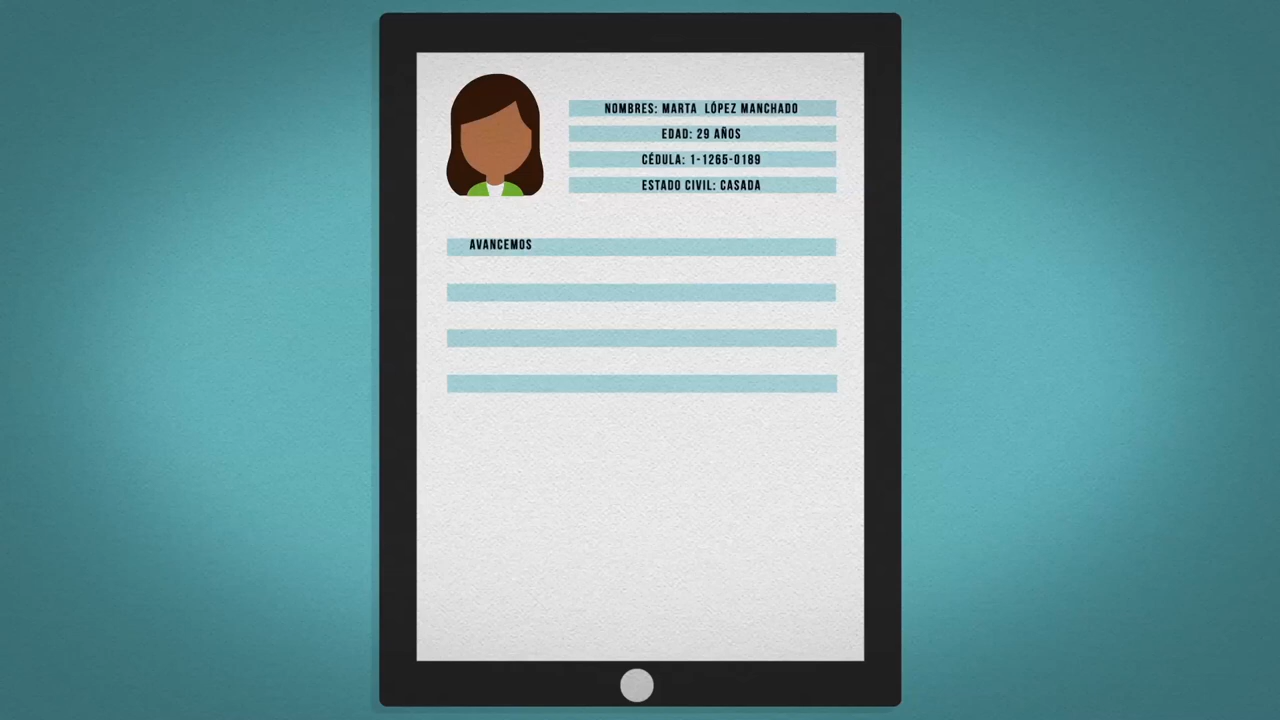 NOMBRES: MARTA LÓPEZ MANCHADO
EDAD: 29 AÑOS
CÉDULA: 1-1265-0189
ESTADO CIVIL: CASADA
AVANCEMOS